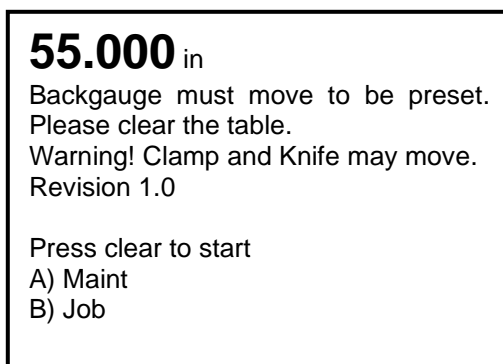 55.000 in
Backgauge must move to be preset.
Please clear the table.
Warning! Clamp and Knife may move.
Revision 1.0
Press clear to start
A) Maint
B) Job